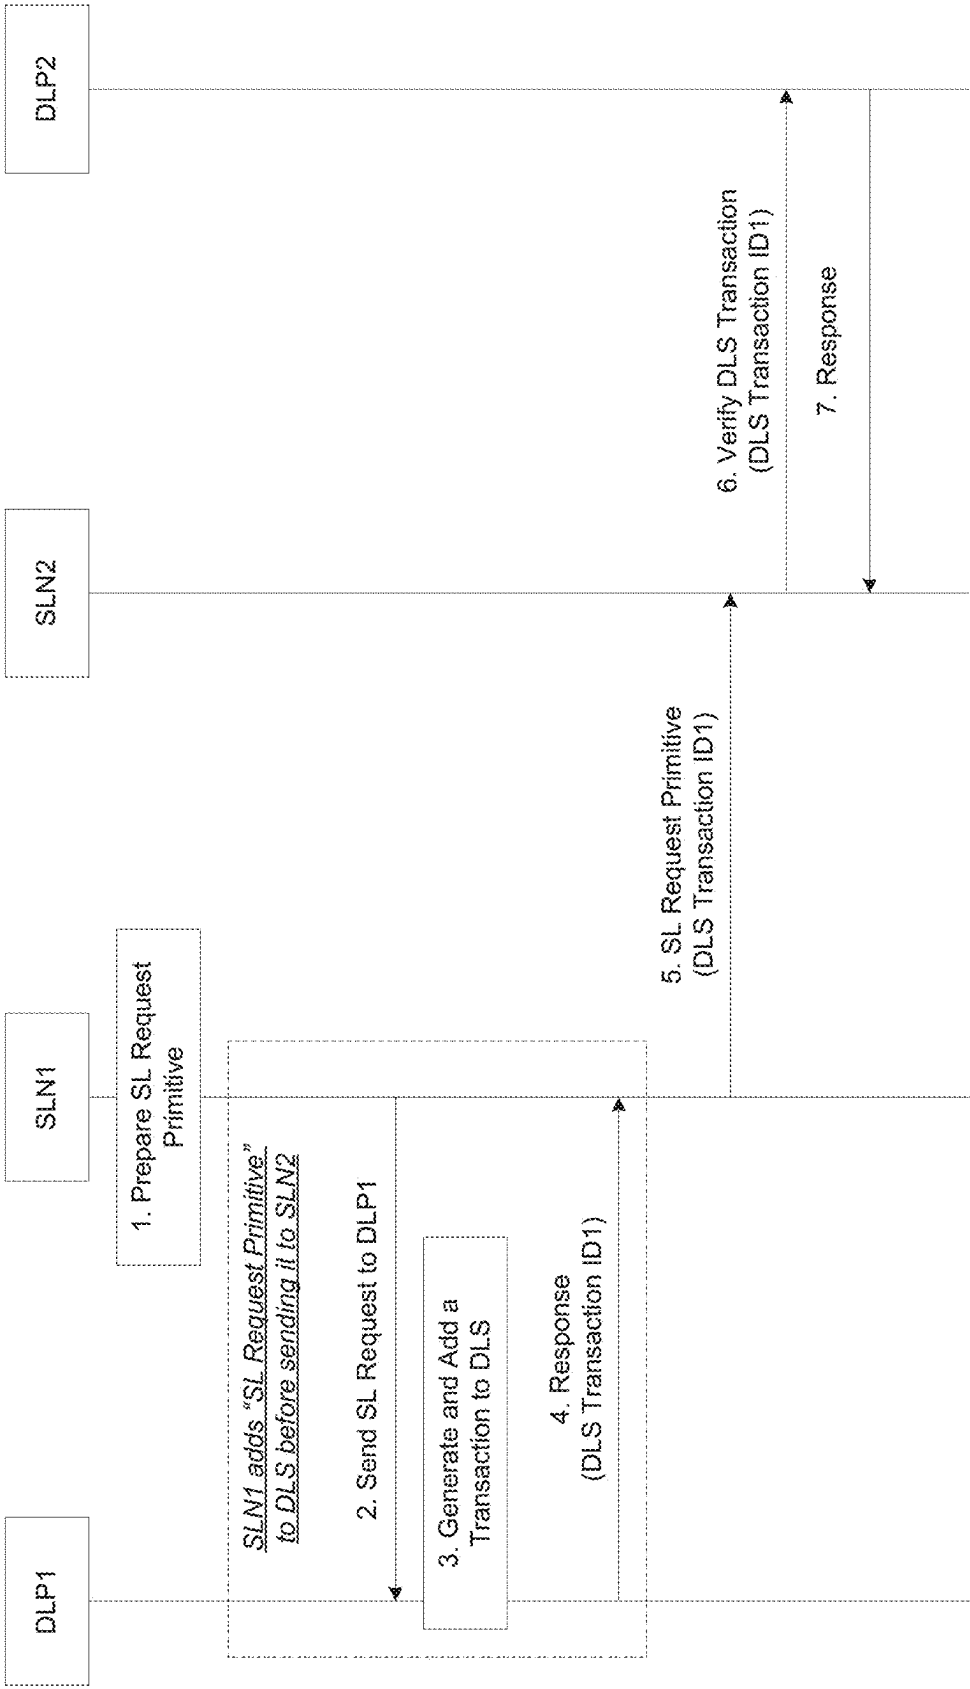 DLP1
SLN1
SLN2
DLP2
1. Prepare SL Request
Primitive
SLN1 adds “SL Request Primitive”
to DLS before sending it to SLN2
2. Send SL Request to DLP1
3. Generate and Add a
Transaction to DLS
4. Response
(DLS Transaction ID1)
5. SL Request Primitive
(DLS Transaction ID1)
6. Verify DLS Transaction
(DLS Transaction ID1)
7. Response